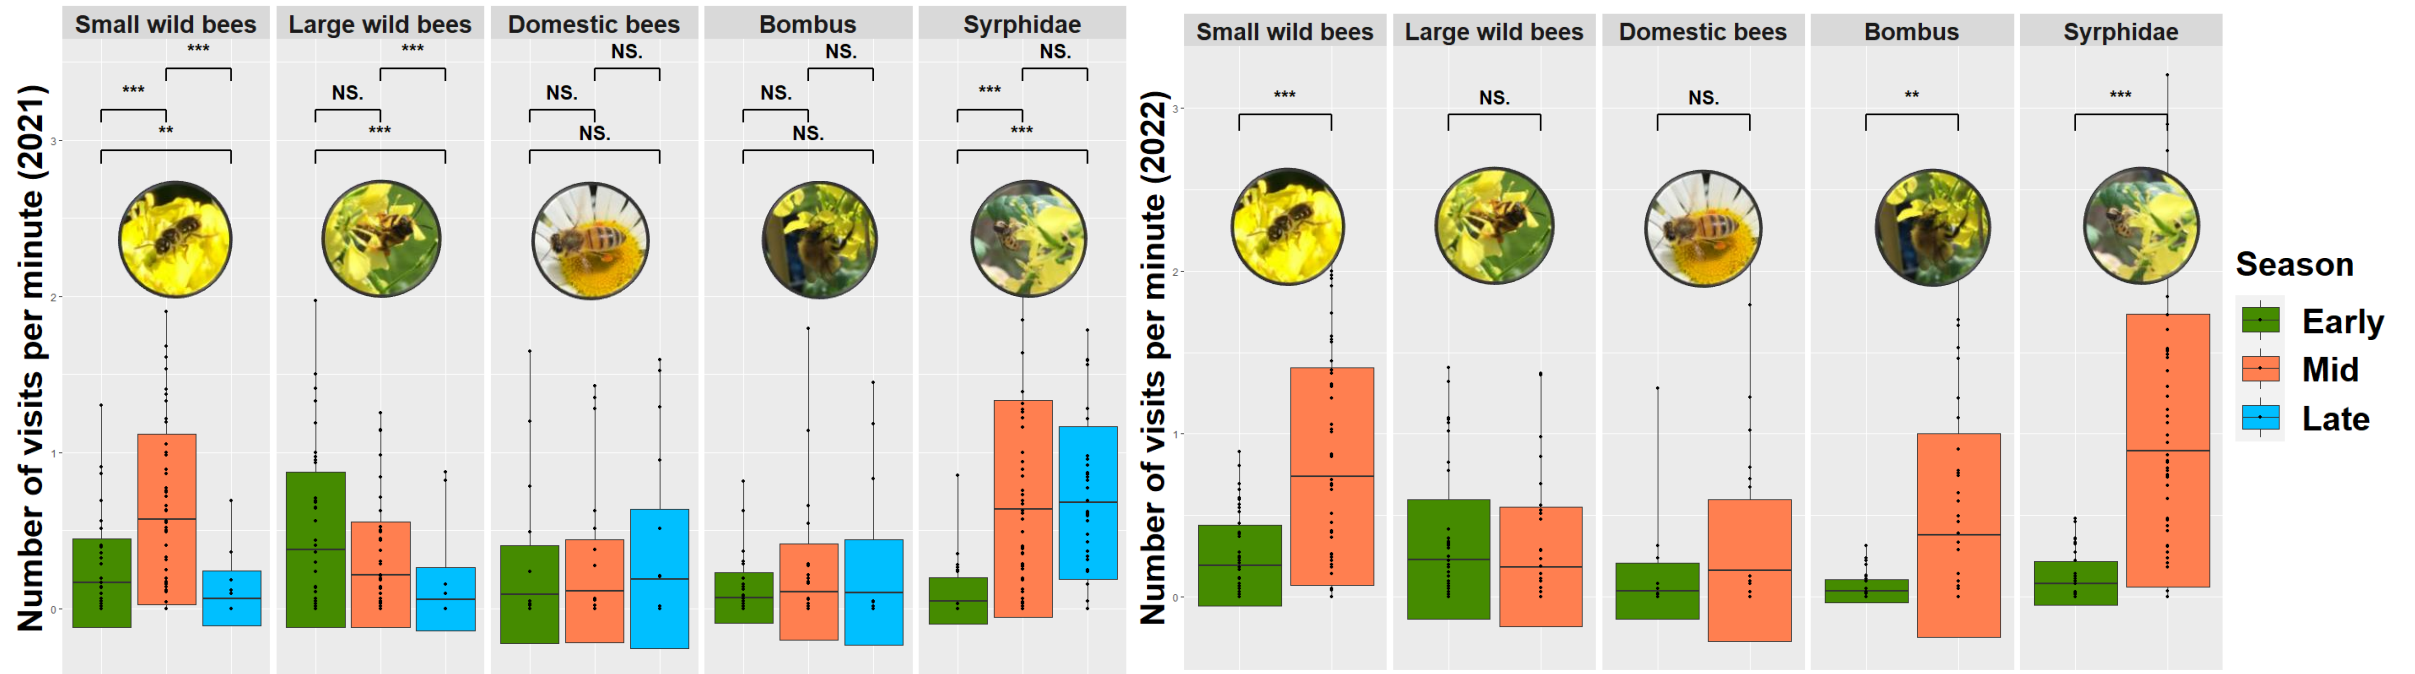 Small wild bees Large wild bees Domestic bees Bombus Syrphidae
*** *** NS. NS. NS.
*** NS. NS. NS. ***
** *** NS. NS. ***
3
2
1
0
Number of visits per minute (2021)
Small wild bees Large wild bees Domestic bees Bombus Syrphidae
*** NS. NS. ** ***
3
2
1
0
Number of visits per minute (2022)
Season
Early
Mid
Late